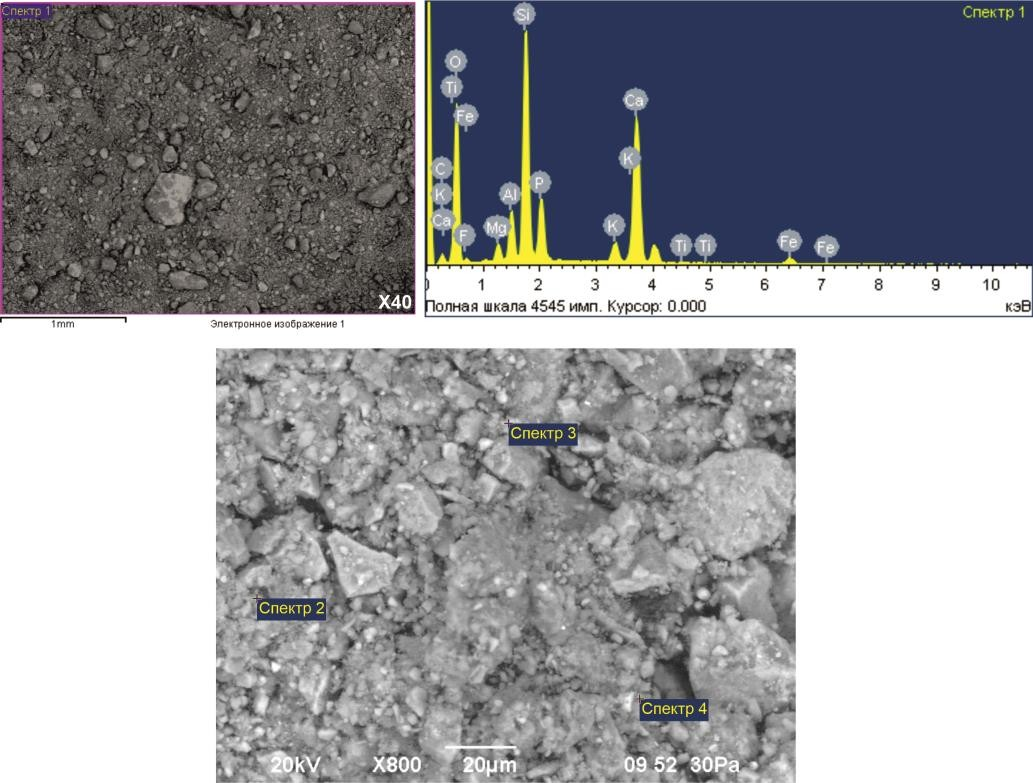 Спектр 1
X40
1mm
Электронное изображение 1
Спектр 1
Si
O
Ti
Fe
Ca
C
K
K
P
Al
Ca
F
Mg
K
Ti
Ti
Fe
Fe
0 1 2 3 4 5 6 7 8 9 10
Полная шкала 4545 имп. Курсор: 0.000
кэВ
Спектр 3
Спектр 2
Спектр 4
20kV X800 20µm 09 52 30Pa